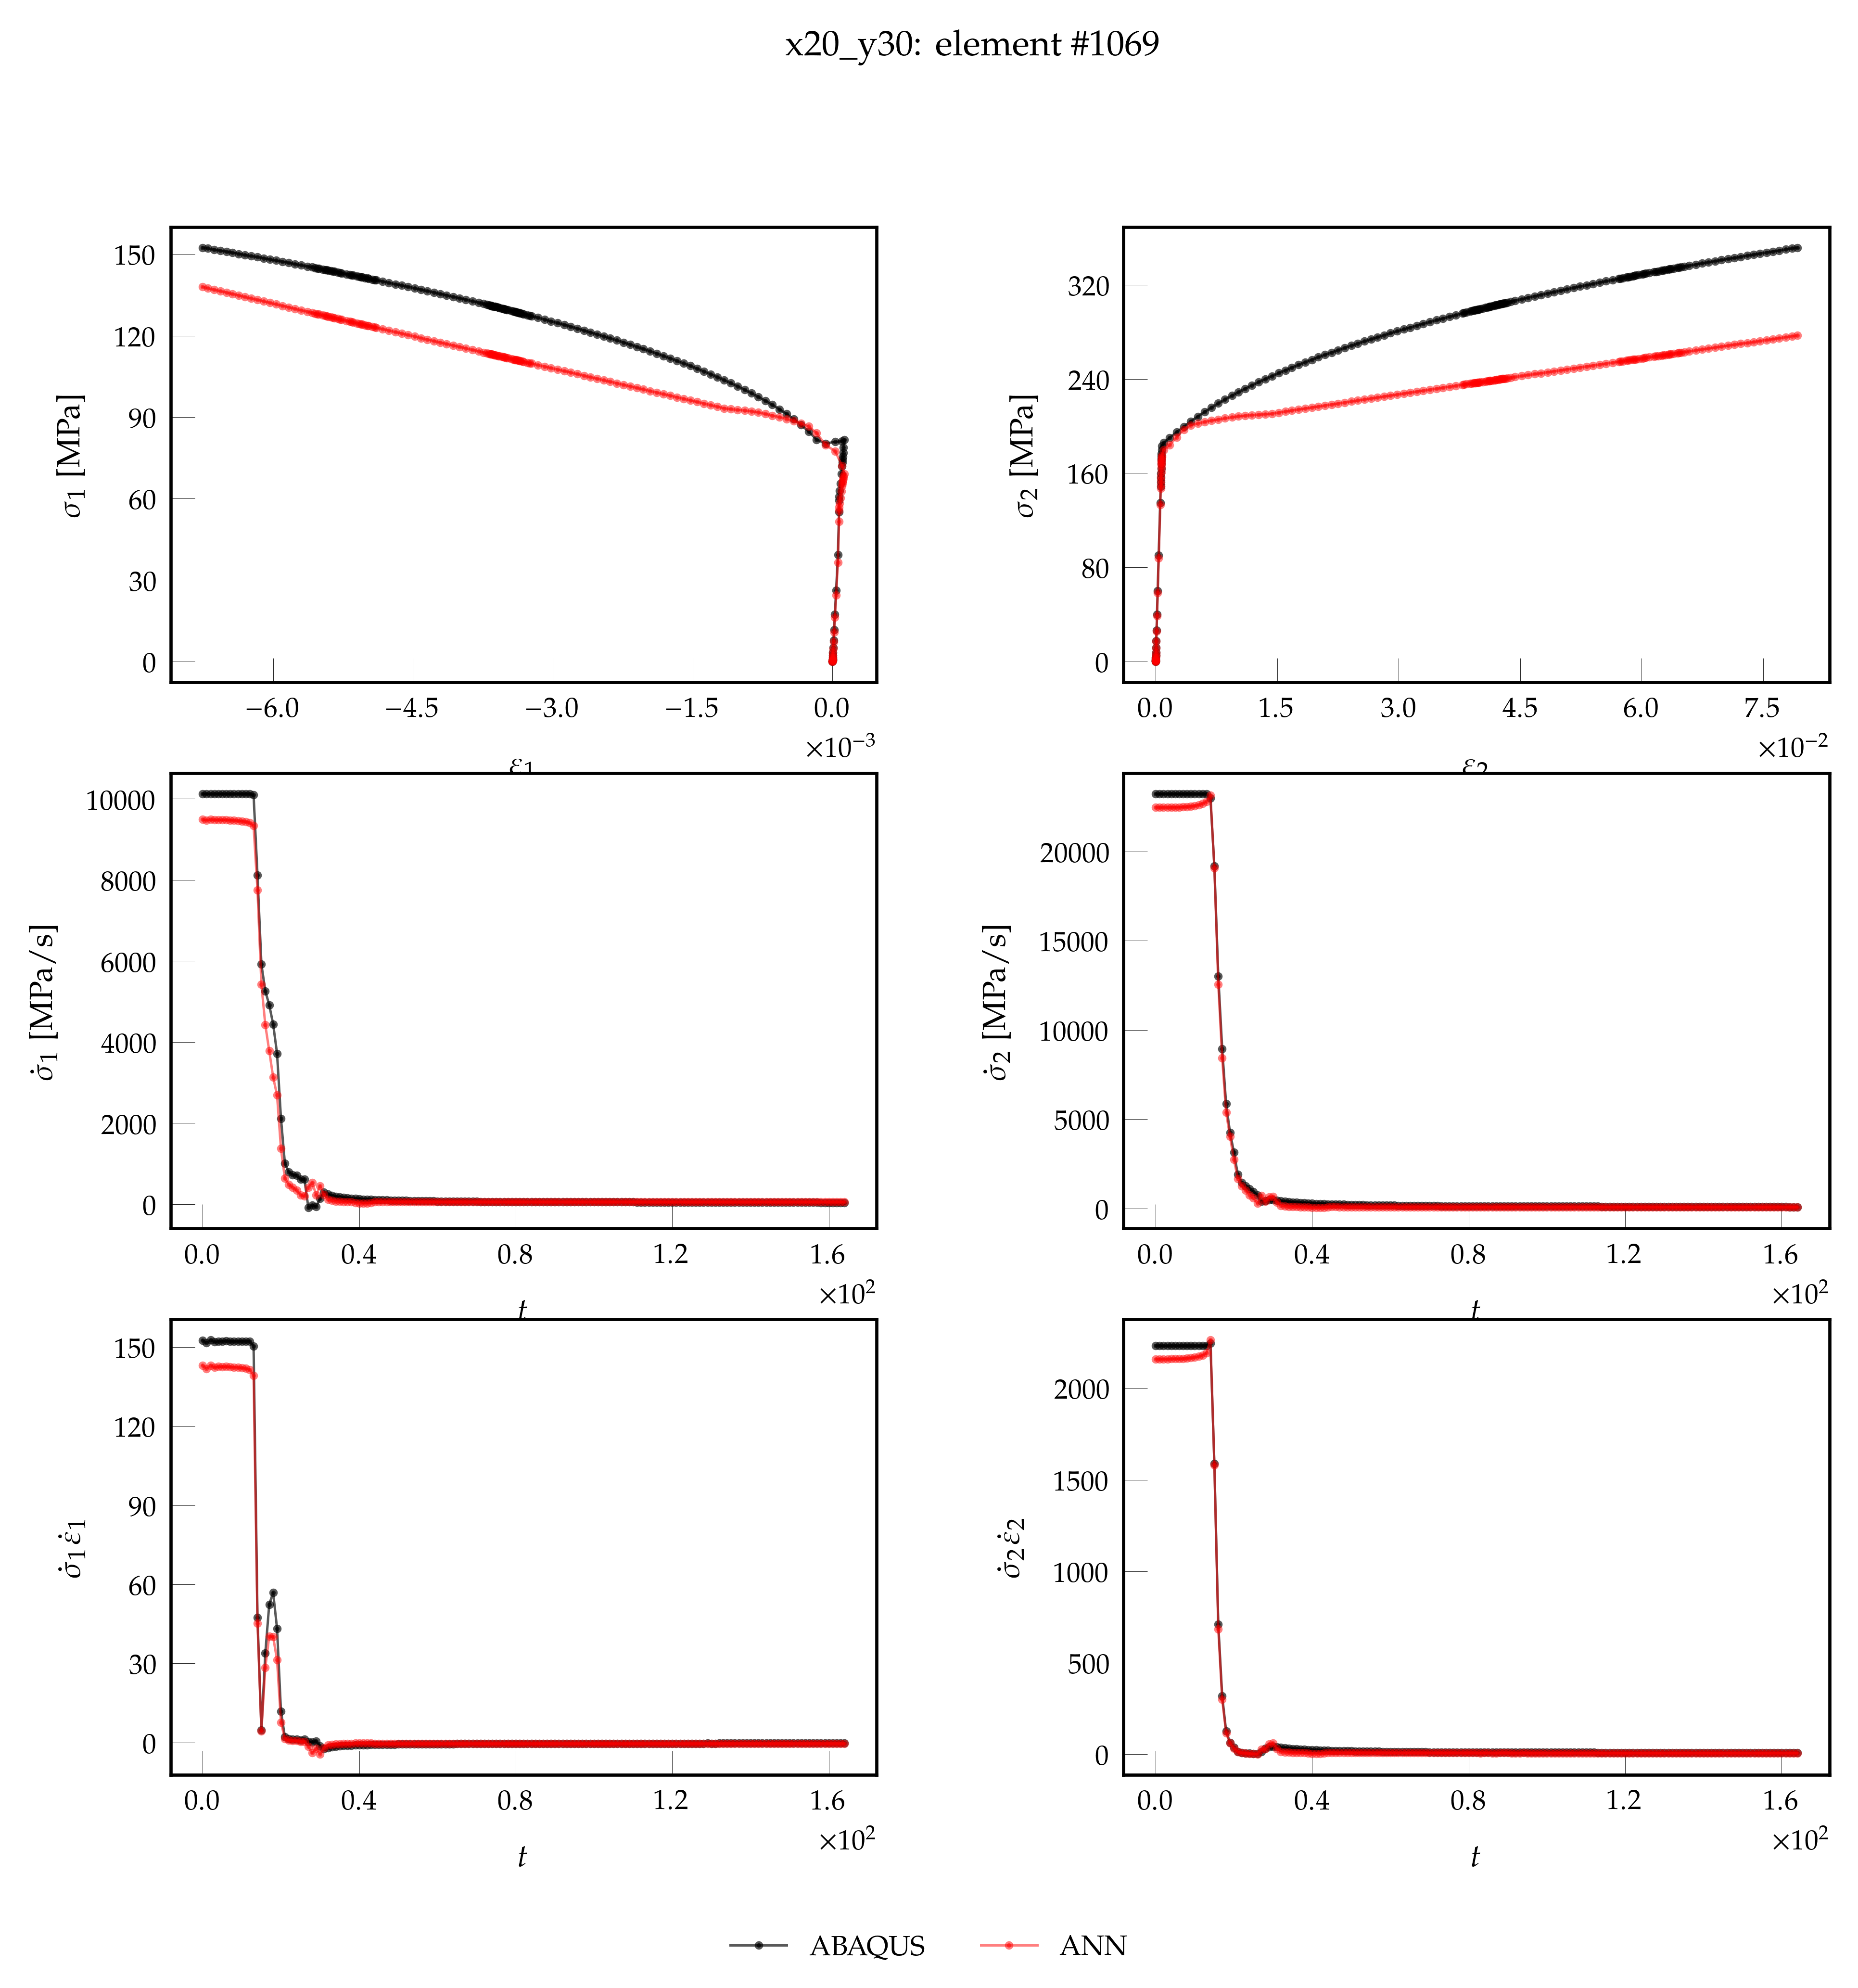 x20_y30: element #1069
150
120
90
60
30
0
σ1 [MPa]
−6.0 −4.5 −3.0 −1.5 0.0
×10−3
ε1
320
240
160
80
0
σ2 [MPa]
0.0 1.5 3.0 4.5 6.0 7.5
×10−2
ε2
10000
8000
6000
4000
2000
0
σ̇1 [MPa/s]
0.0 0.4 0.8 1.2 1.6
×102
t
20000
15000
10000
5000
0
σ̇2 [MPa/s]
0.0 0.4 0.8 1.2 1.6
×102
t
150
120
90
60
30
0
σ̇1ε̇1
0.0 0.4 0.8 1.2 1.6
×102
t
2000
1500
1000
500
0
σ̇2ε̇2
0.0 0.4 0.8 1.2 1.6
×102
t
ABAQUS ANN